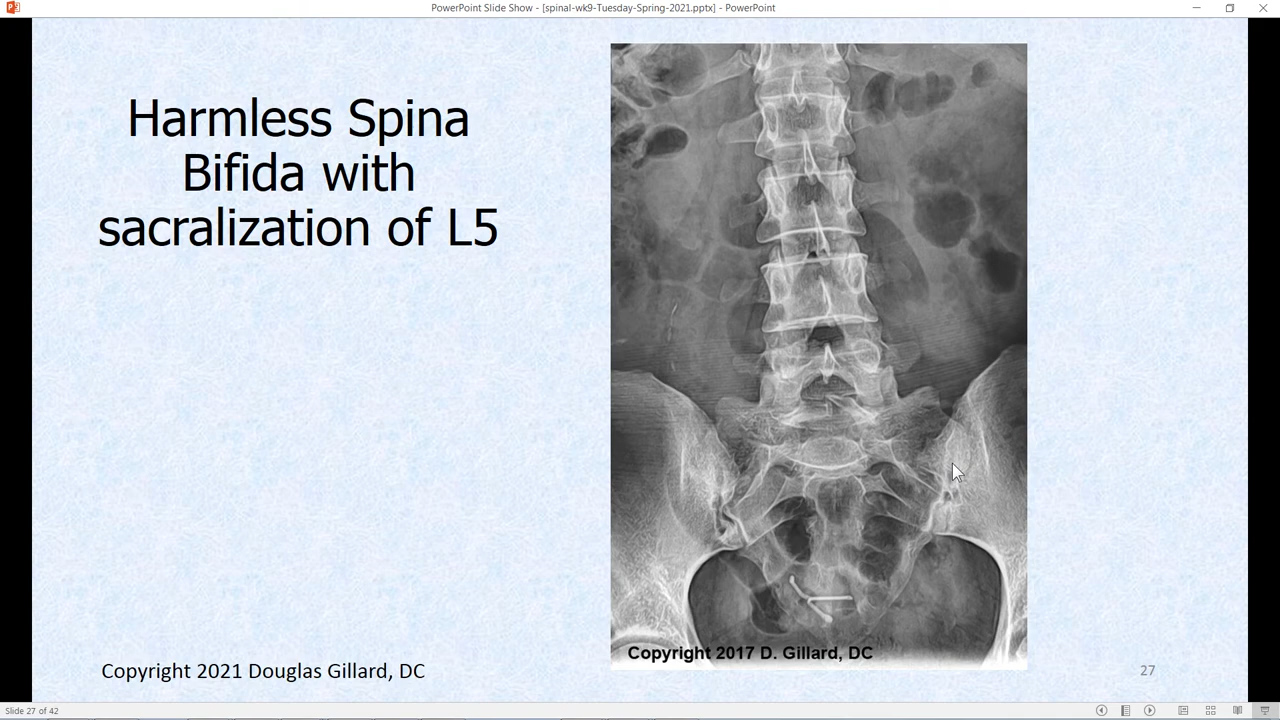 PowerPoint Slide Show - [spinal-wk9-Tuesday-Spring-2021.pptx] - PowerPoint
Harmless Spina
Bifida with
sacralization of L5
Copyright 2017 D. Gillard, DC
Copyright 2021 Douglas Gillard, DC
27
Slide 27 of 42